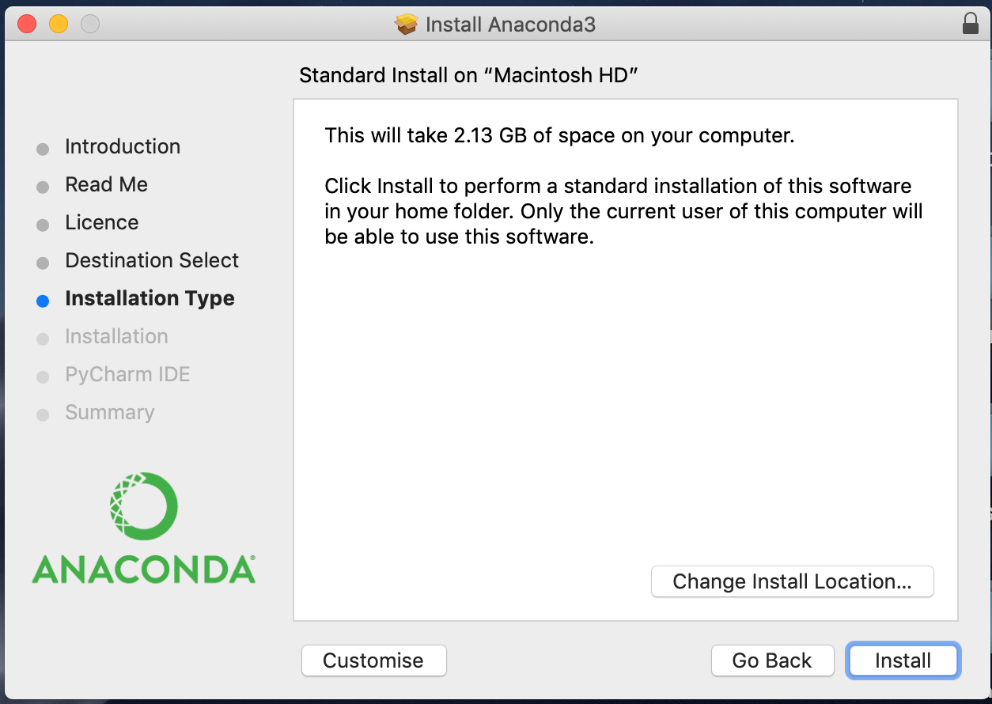 Install Anaconda3
Standard Install on “Macintosh HD”
Introduction
Read Me
Licence
Destination Select
Installation Type
Installation
PyCharm IDE
Summary
ANACONDA®
This will take 2.13 GB of space on your computer.
Click Install to perform a standard installation of this software
in your home folder. Only the current user of this computer will
be able to use this software.
Change Install Location...
Customise
Go Back
Install